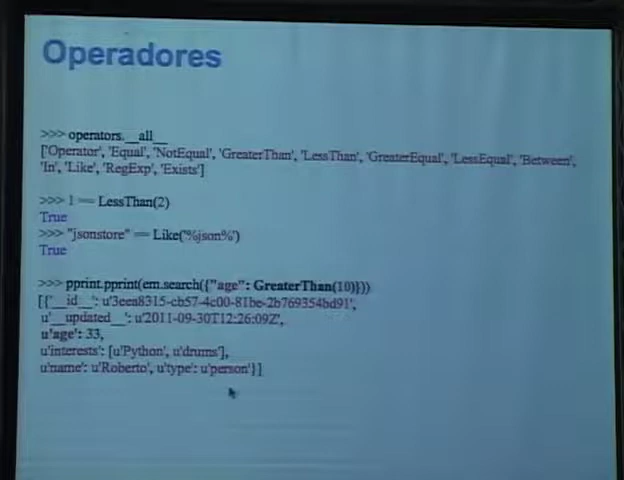 Operadores
>>> operators.__all__
['Operator', 'Equal', 'NotEqual', 'GreaterThan', 'LessThan', 'GreaterEqual', 'LessEqual', 'Between',
'In', 'Like', 'RegExp', 'Exists']
>>> 1 == LessThan(2)
True
>>> "jsonstore" == Like('%json%')
True
>>> pprint.pprint(em.search({"age": GreaterThan(10)}))
[{'__id__': u'3eea8315-cb57-4c00-81be-2b769354bd91',
u'__updated__': u'2011-09-30T12:26:09Z',
u'age': 33,
u'interests': [u'Python', u'drums'],
u'name': u'Roberto', u'type': u'person'}]